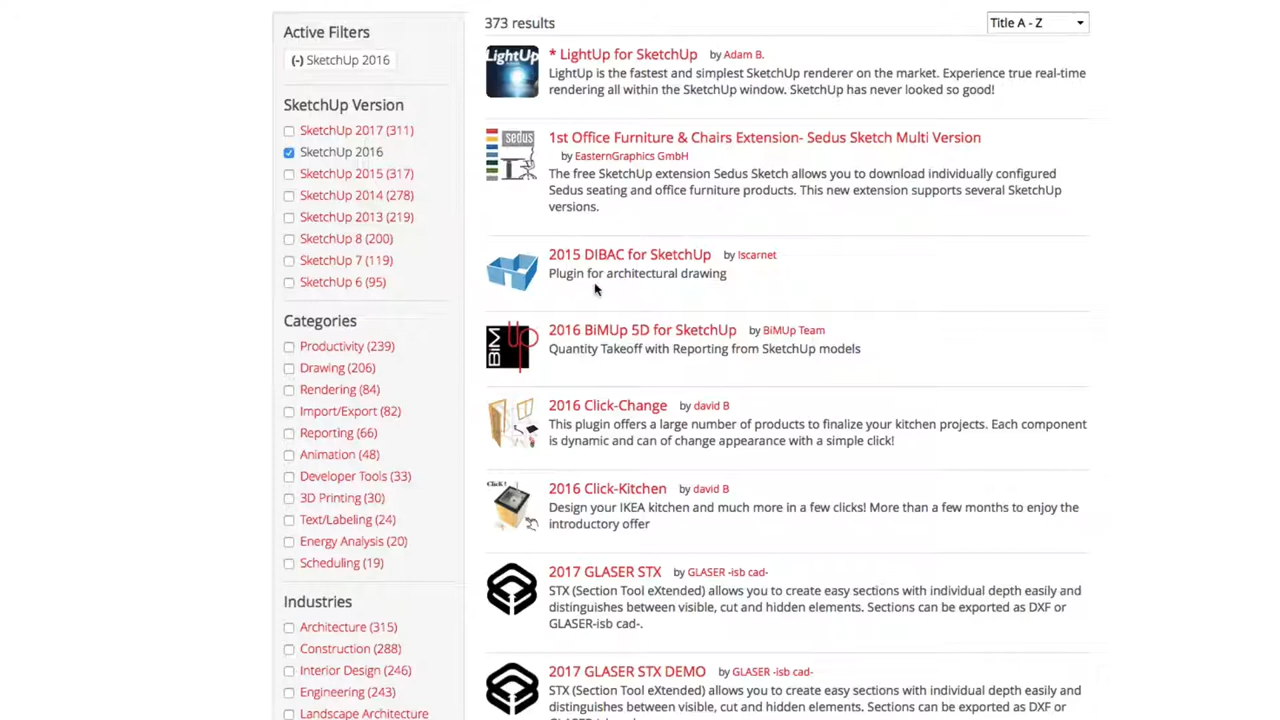 Active Filters
(-) SketchUp 2016
SketchUp Version
SketchUp 2017 (311)
SketchUp 2016
SketchUp 2015 (317)
SketchUp 2014 (278)
SketchUp 2013 (219)
SketchUp 8 (200)
SketchUp 7 (119)
SketchUp 6 (95)
Categories
Productivity (239)
Drawing (206)
Rendering (84)
Import/Export (82)
Reporting (66)
Animation (48)
Developer Tools (33)
3D Printing (30)
Text/Labeling (24)
Energy Analysis (20)
Scheduling (19)
Industries
Architecture (315)
Construction (288)
Interior Design (246)
Engineering (243)
Landscape Architecture
373 results
Title A - Z
LightUp
* LightUp for SketchUp by Adam B.
LightUp is the fastest and simplest SketchUp renderer on the market. Experience true real-time
rendering all within the SketchUp window. SketchUp has never looked so good!
sedus
1st Office Furniture & Chairs Extension- Sedus Sketch Multi Version
by EasternGraphics GmbH
The free SketchUp extension Sedus Sketch allows you to download individually configured
Sedus seating and office furniture products. This new extension supports several SketchUp
versions.
2015 DIBAC for SketchUp by Iscarnet
Plugin for architectural drawing
BIM up
2016 BiMUp 5D for SketchUp by BiMUp Team
Quantity Takeoff with Reporting from SketchUp models
2016 Click-Change by david B
This plugin offers a large number of products to finalize your kitchen projects. Each component
is dynamic and can of change appearance with a simple click!
Click !
2016 Click-Kitchen by david B
Design your IKEA kitchen and much more in a few clicks! More than a few months to enjoy the
introductory offer
2017 GLASER STX by GLASER -isb cad-
STX (Section Tool eXtended) allows you to create easy sections with individual depth easily and
distinguishes between visible, cut and hidden elements. Sections can be exported as DXF or
GLASER-isb cad-.
2017 GLASER STX DEMO by GLASER -isb cad-
STX (Section Tool eXtended) allows you to create easy sections with individual depth easily and
distinguishes between visible, cut and hidden elements. Sections can be exported as DXF or